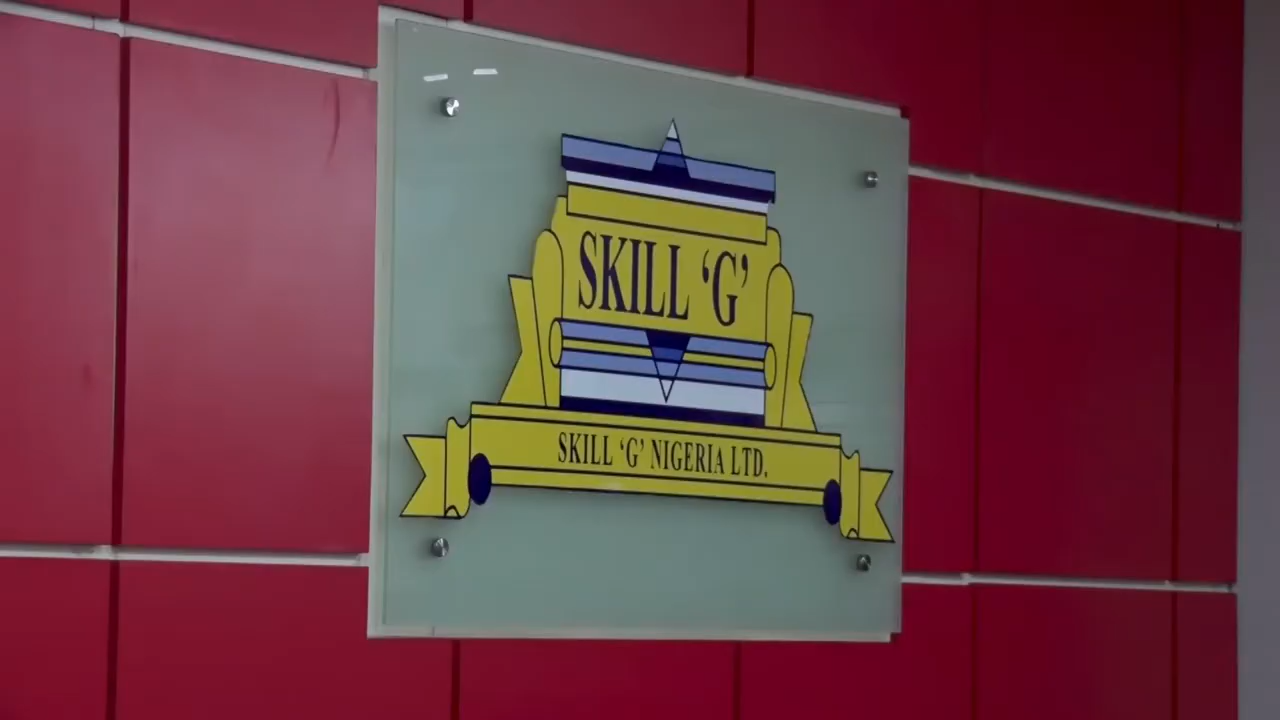 SKILL ‘G’
SKILL ‘G’ NIGERIA LTD.